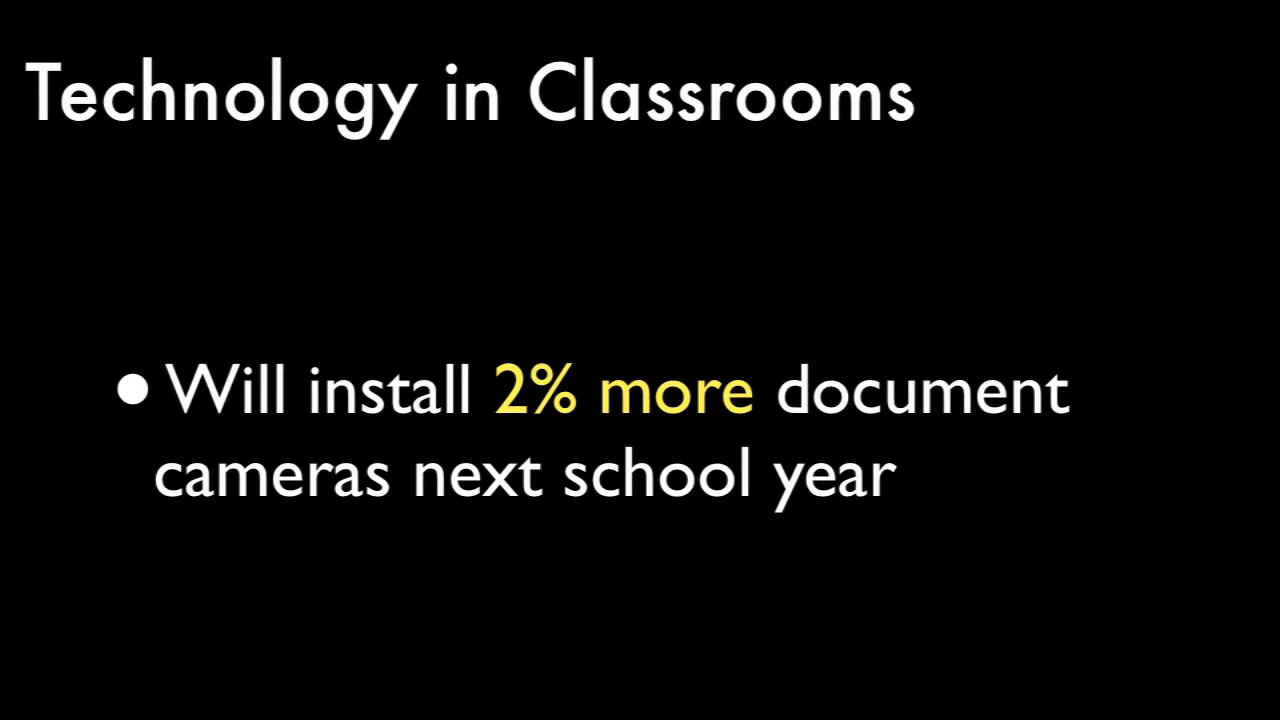 Technology in Classrooms
•Will install 2% more document
cameras next school year